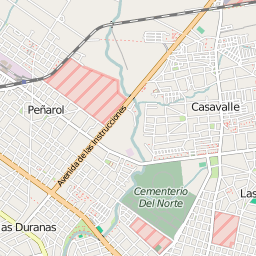 Peñarol
Casavalle
Avenida de las Instrucciones
Cementerio
Del Norte
Las
as Duranas